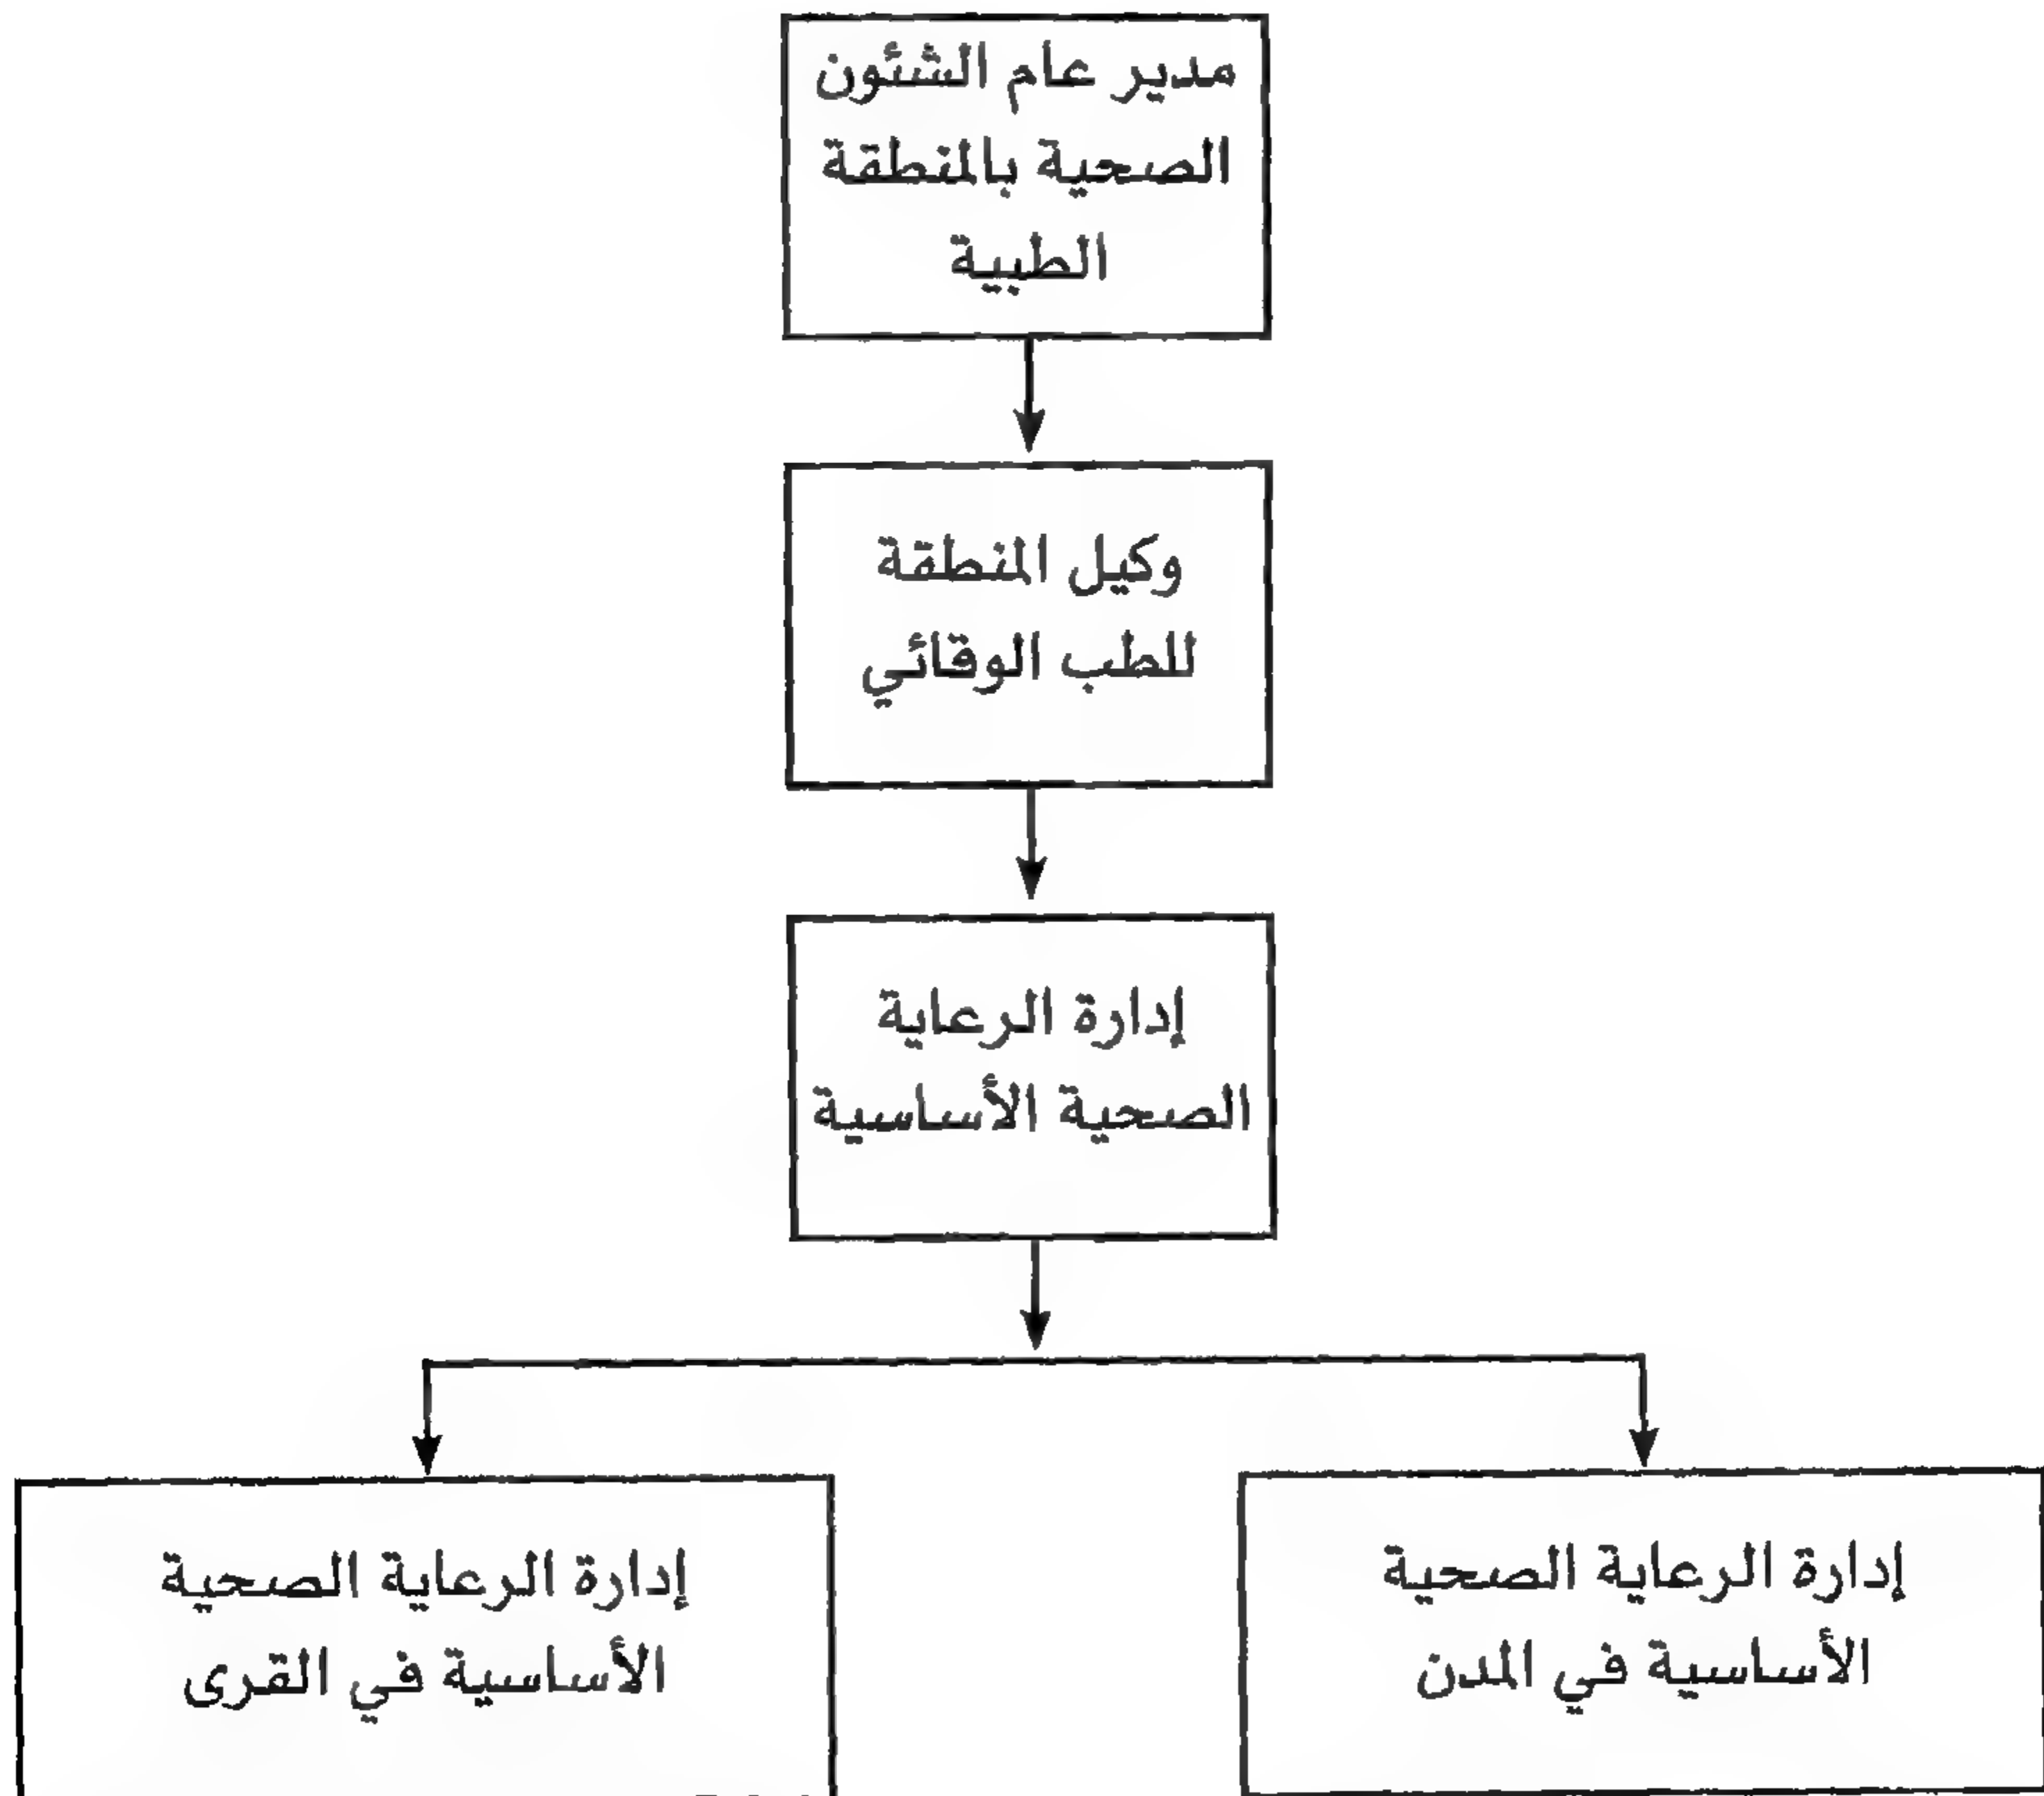 مدير عام الشئون
الصحية بالمنطقة
الطبية
وكيل المنطقة
للطب الوقائي
إدارة الرعاية
الصحية الأساسية
إدارة الرعاية الصحية
الأساسية في المدن
إدارة الرعاية الصحية
الأساسية في القرى